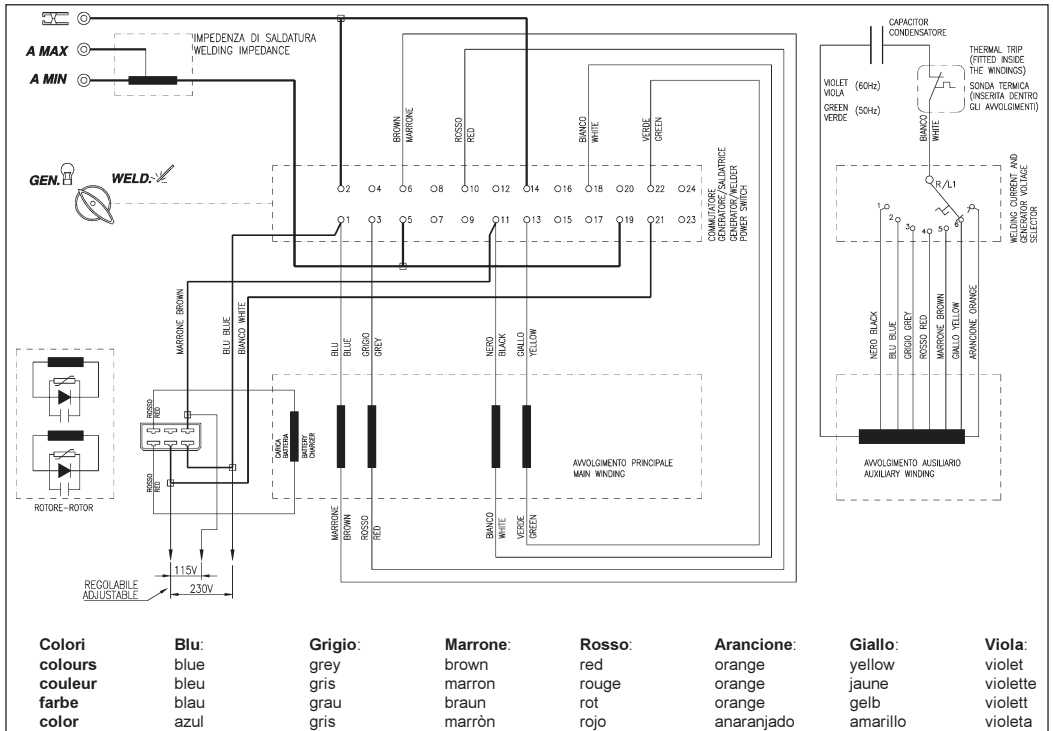 A MAX
A MIN
IMPEDENZA DI SALDATURA
WELDING IMPEDANCE
GEN.
WELD.
BROWN
MARRONE
ROSSO
RED
BIANCO
WHITE
VERDE
GREEN
2 4 6 8 10 12 14 16 18 20 22 24
1 3 5 7 9 11 13 15 17 19 21 23
COMMUTATORE
GENERATORE/SALDATRICE
GENERATOR/WELDER
POWER SWITCH
CAPACITOR
CONDENSATORE
VIOLET
VIOLA
(60Hz)
GREEN
VERDE
(50Hz)
THERMAL TRIP
(FITTED INSIDE
THE WINDINGS)
SONDA TERMICA
(INSERITA DENTRO
GLI AVVOLGIMENTI)
BIANCO
WHITE
R/L1
1 2 3 4 5 6 7
WELDING CURRENT AND
GENERATOR VOLTAGE
SELECTOR
NERO BLACK
BLU BLUE
GRIGIO GREY
ROSSO RED
MARRONE BROWN
GIALLO YELLOW
ARANCIONE ORANGE
AVVOLGIMENTO AUSILIARIO
AUXILIARY WINDING
MARRONE BROWN
BLU BLUE
BIANCO WHITE
BLU
BLUE
GRIGIO
GREY
NERO
BLACK
GIALLO
YELLOW
ROSSO
RED
ROSSO
RED
CARICA
BATTERIA
BATTERY
CHARGER
AVVOLGIMENTO PRINCIPALE
MAIN WINDING
MARRONE
BROWN
ROSSO
RED
BIANCO
WHITE
VERDE
GREEN
ROTORE-ROTOR
115V
230V
REGOLABILE
ADJUSTABLE
Colori Blu: Grigio: Marrone: Rosso: Arancione: Giallo: Viola:
colours blue grey brown red orange yellow violet
couleur bleu gris marron rouge orange jaune violette
farbe blau grau braun rot orange gelb violett
color azul gris marròn rojo anaranjado amarillo violeta